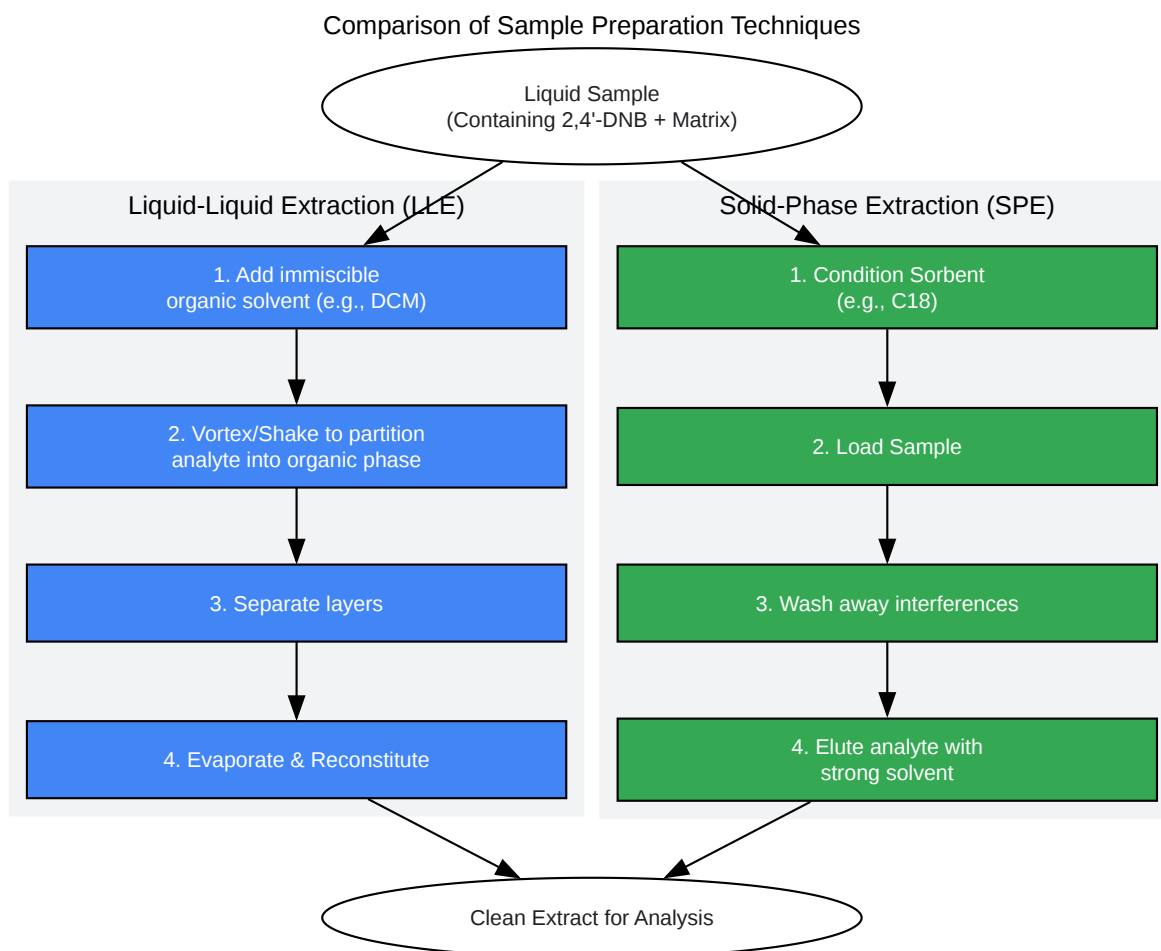 Comparison of Sample Preparation Techniques
Liquid Sample
(Containing 2,4'-DNB + Matrix)
Liquid-Liquid Extraction (LLE)
1. Add immiscible
organic solvent (e.g., DCM)
2. Vortex/Shake to partition
analyte into organic phase
3. Separate layers
4. Evaporate & Reconstitute
Solid-Phase Extraction (SPE)
1. Condition Sorbent
(e.g., C18)
2. Load Sample
3. Wash away interferences
4. Elute analyte with
strong solvent
Clean Extract for Analysis